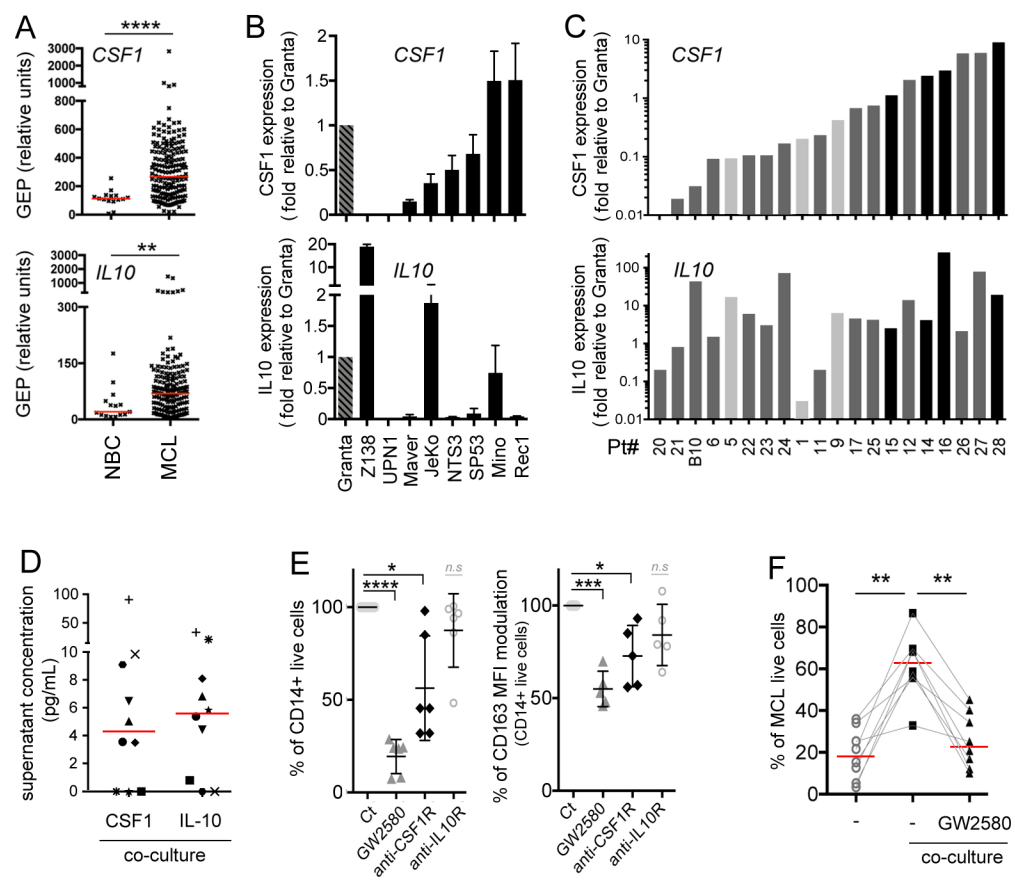 A
B
C
****
CSF1
GEP (relative units)
3000
2000
1000
800
600
400
200
0
**
IL10
GEP (relative units)
3000
2000
1000
300
150
0
NBC
MCL
CSF1
CSF1 expression
(fold relative to Granta)
2
1.5
1
0.5
0
IL10
IL10 expression
(fold relative to Granta)
20
10
2
1.5
1
0.5
0
Granta
Z138
UPN1
Maver
JeKo
NTS3
SP53
Mino
Rec1
CSF1
CSF1 expression
(fold relative to Granta)
10
1
0.1
0.01
IL10
IL10 expression
(fold relative to Granta)
100
10
1
0.1
0.01
Pt#
20
21
B10
6
5
22
23
24
1
11
9
17
25
15
12
14
16
26
27
28
D
supernatant concentration
(pg/mL)
100
50
10
8
6
4
2
0
CSF1
IL-10
co-culture
E
% of CD14+ live cells
100
50
0
*
****
n.s
Ct
GW2580
anti-CSF1R
anti-IL10R
% of CD163 MFI modulation
(CD14+ live cells)
100
50
0
*
***
n.s
Ct
GW2580
anti-CSF1R
anti-IL10R
F
% of MCL live cells
100
80
60
40
20
0
**
**
-
-
GW2580
co-culture